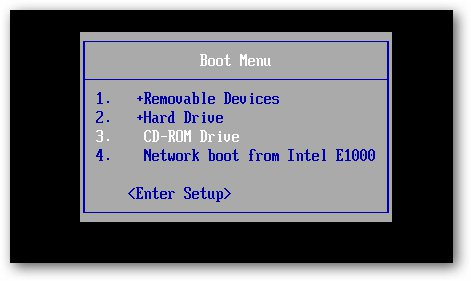 Boot Menu
1. +Removable Devices
2. +Hard Drive
3. CD-ROM Drive
4. Network boot from Intel E1000
<Enter Setup>